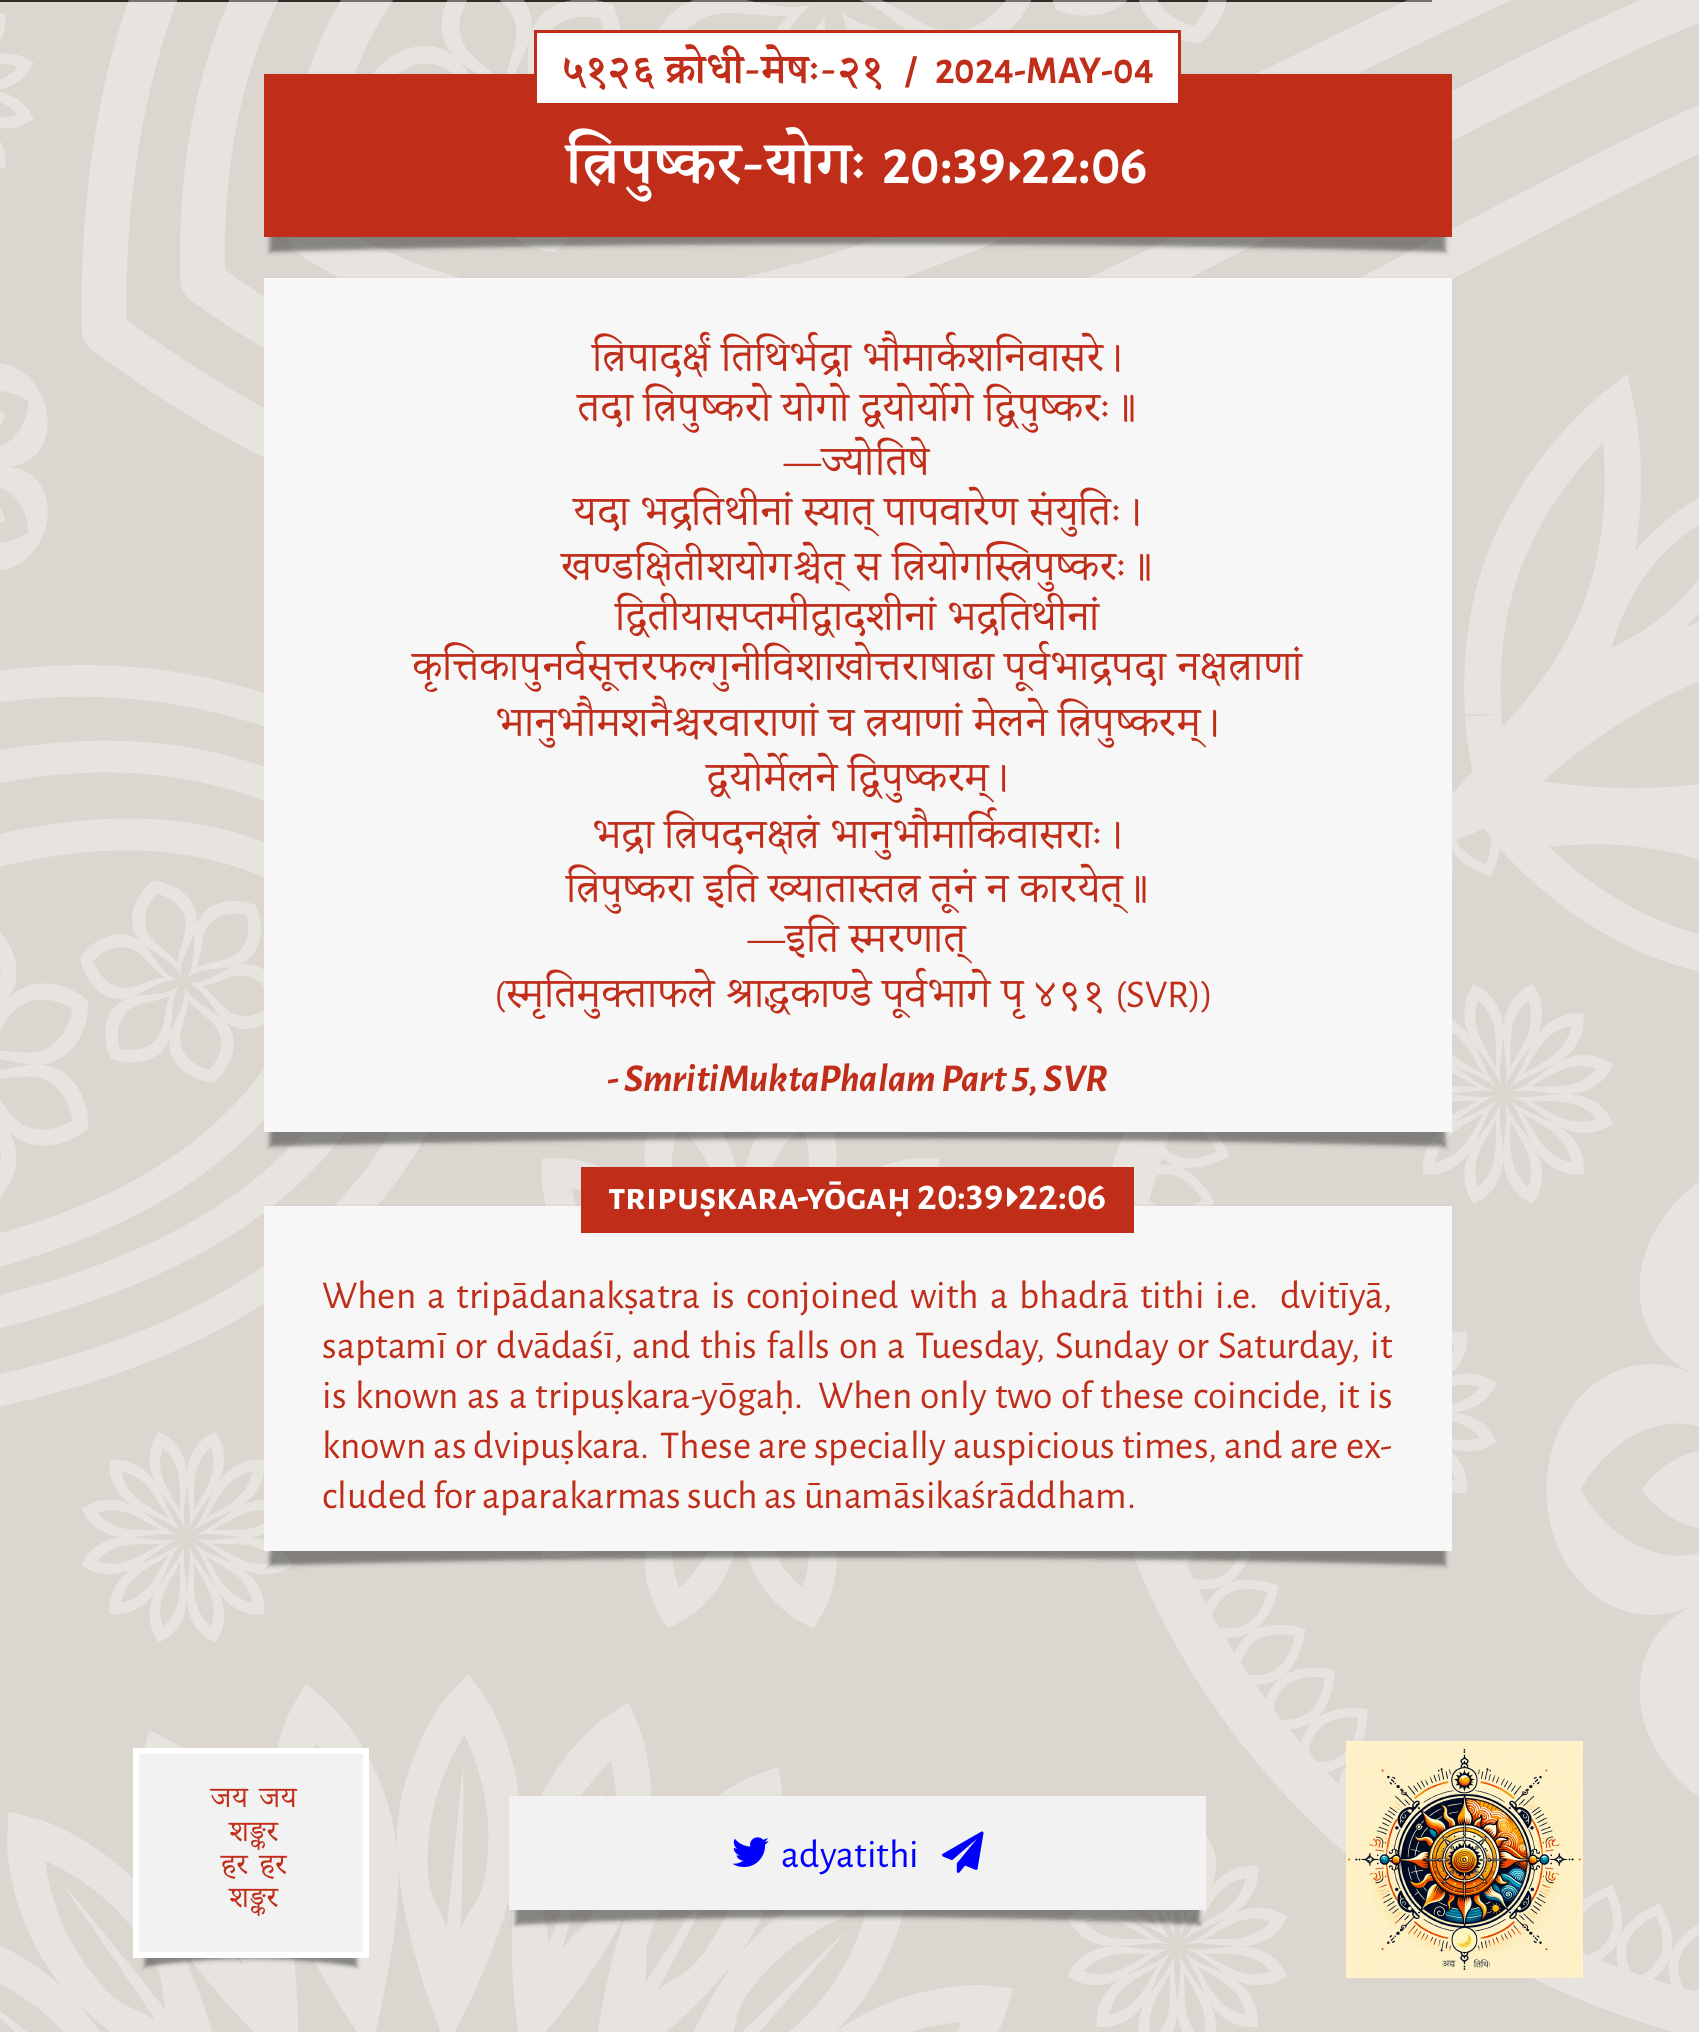 ५१२६ क्रोधी-मेषः-२१ / 2024-MAY-04
त्रिपुष्कर-योगः 20:39▸22:06
त्रिपादर्क्षं तिथिर्भद्रा भौमार्कशनिवासरे।
तदा त्रिपुष्करो योगो द्वयोर्योगे द्विपुष्करः॥
—ज्योतिषे
यदा भद्रतिथीनां स्यात् पापवारेण संयुतिः।
खण्डक्षितीशयोगश्चेत् स त्रियोगस्त्रिपुष्करः॥
द्वितीयासप्तमीद्वादशीनां भद्रतिथीनां
कृत्तिकापुनर्वसूत्तरफल्गुनीविशाखोत्तराषाढा पूर्वभाद्रपदा नक्षत्राणां
भानुभौमशनैश्चरवाराणां च त्रयाणां मेलने त्रिपुष्करम्।
द्वयोर्मेलने द्विपुष्करम्।
भद्रा त्रिपदनक्षत्रं भानुभौमार्किवासराः।
त्रिपुष्करा इति ख्यातास्तत्र तूनं न कारयेत्॥
—इति स्मरणात्
(स्मृतिमुक्ताफले श्राद्धकाण्डे पूर्वभागे पृ ४९१ (SVR))
- SmritiMuktaPhalam Part 5, SVR
TRIPUṢKARA-YŌGAḤ 20:39▸22:06
When a tripādanakṣatra is conjoined with a bhadrā tithi i.e. dvitīyā,
saptamī or dvādaśī, and this falls on a Tuesday, Sunday or Saturday, it
is known as a tripuṣkara-yōgaḥ. When only two of these coincide, it is
known as dvipuṣkara. These are specially auspicious times, and are ex-
cluded for aparakarmas such as ūnamāsikaśrāddham.
जय जय
शङ्कर
हर हर
शङ्कर
adyatithi
अद्य तिथिः